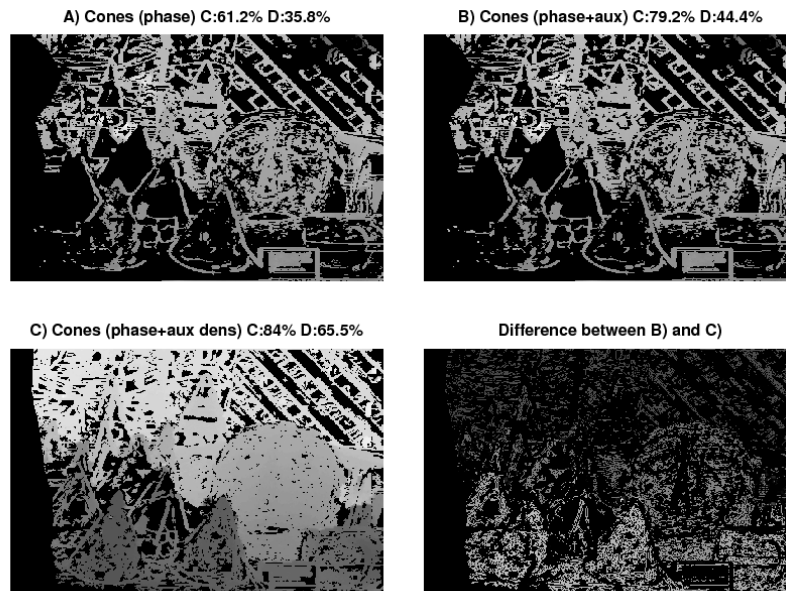 A) Cones (phase) C:61.2% D:35.8%
B) Cones (phase+aux) C:79.2% D:44.4%
C) Cones (phase+aux dens) C:84% D:65.5%
Difference between B) and C)